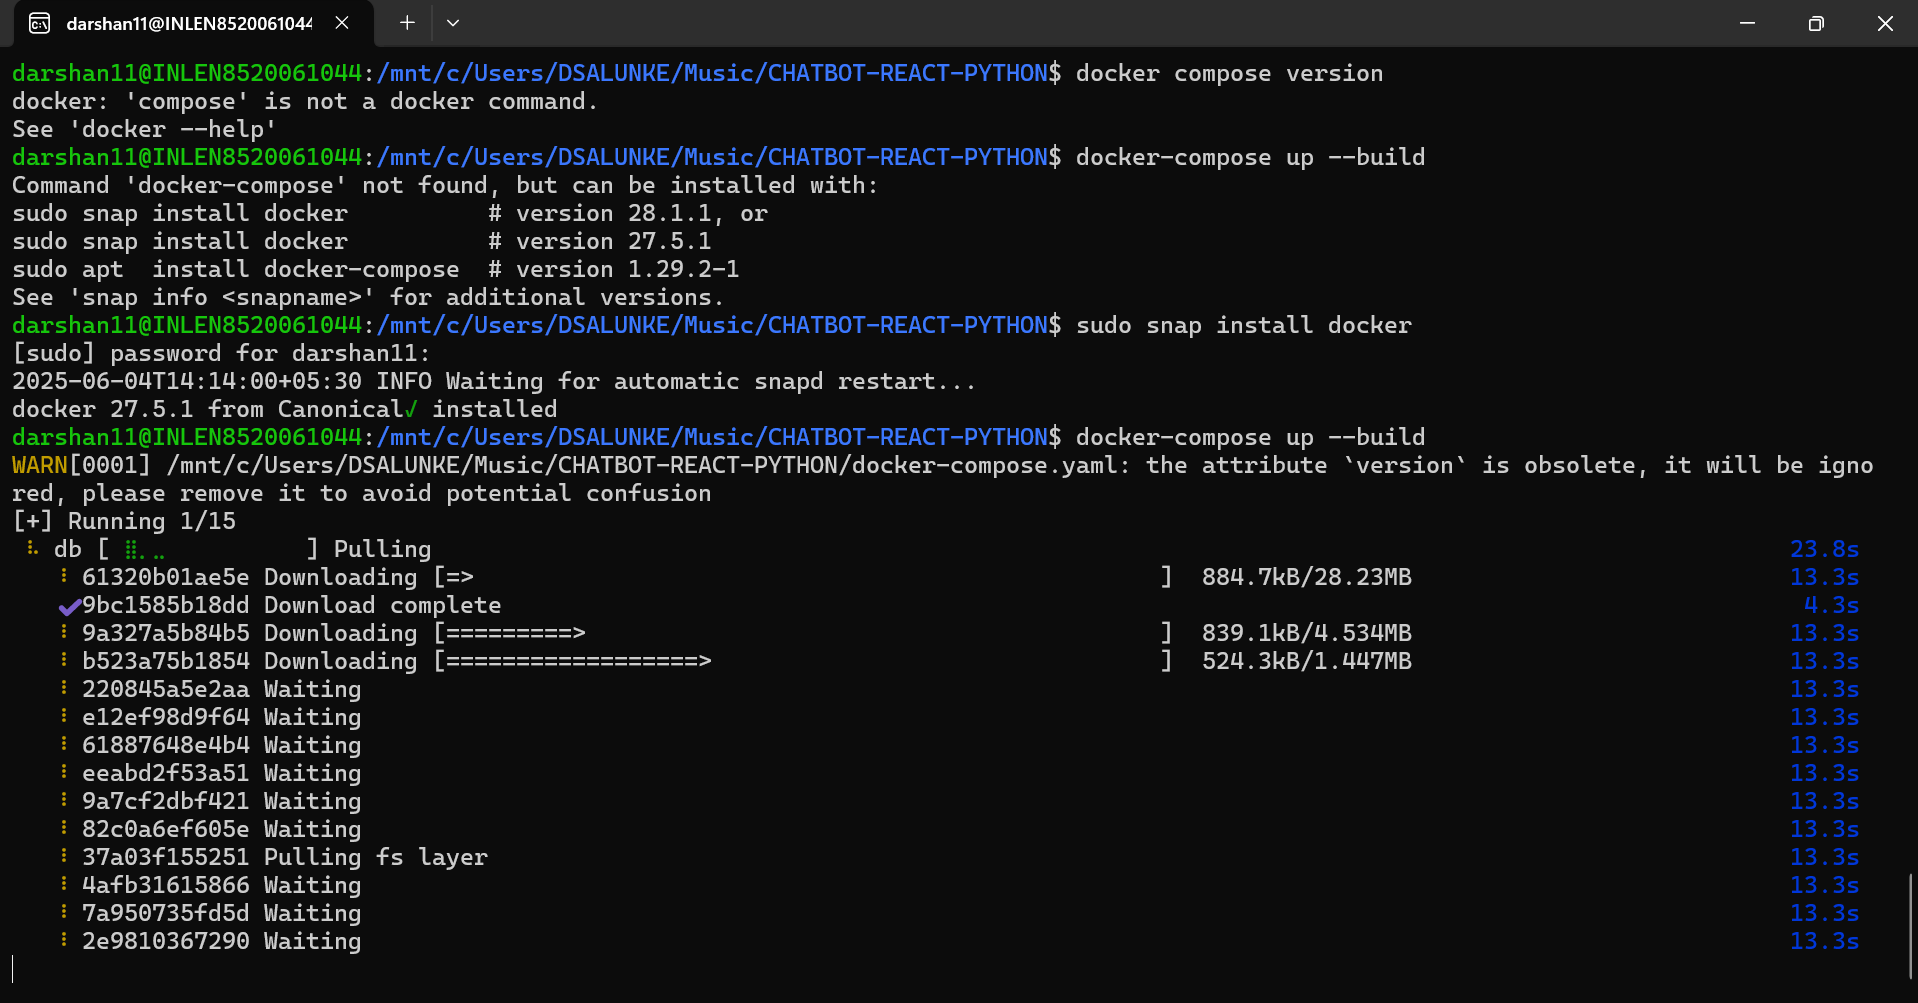 darshan11@INLEN8520061044
darshan11@INLEN8520061044:/mnt/c/Users/DSALUNKE/Music/CHATBOT-REACT-PYTHON$ docker compose version
docker: 'compose' is not a docker command.
See 'docker --help'
darshan11@INLEN8520061044:/mnt/c/Users/DSALUNKE/Music/CHATBOT-REACT-PYTHON$ docker-compose up --build
Command 'docker-compose' not found, but can be installed with:
sudo snap install docker          # version 28.1.1, or
sudo snap install docker          # version 27.5.1
sudo apt  install docker-compose  # version 1.29.2-1
See 'snap info <snapname>' for additional versions.
darshan11@INLEN8520061044:/mnt/c/Users/DSALUNKE/Music/CHATBOT-REACT-PYTHON$ sudo snap install docker
[sudo] password for darshan11:
2025-06-04T14:14:00+05:30 INFO Waiting for automatic snapd restart...
docker 27.5.1 from Canonical✓ installed
darshan11@INLEN8520061044:/mnt/c/Users/DSALUNKE/Music/CHATBOT-REACT-PYTHON$ docker-compose up --build
WARN[0001] /mnt/c/Users/DSALUNKE/Music/CHATBOT-REACT-PYTHON/docker-compose.yaml: the attribute `version` is obsolete, it will be igno
red, please remove it to avoid potential confusion
[+] Running 1/15
db [ ⣿⣀⣀ ] Pulling 23.8s
61320b01ae5e Downloading [=> ] 884.7kB/28.23MB 13.3s
✔9bc1585b18dd Download complete 4.3s
9a327a5b84b5 Downloading [=========> ] 839.1kB/4.534MB 13.3s
b523a75b1854 Downloading [==================> ] 524.3kB/1.447MB 13.3s
220845a5e2aa Waiting 13.3s
e12ef98d9f64 Waiting 13.3s
61887648e4b4 Waiting 13.3s
eeabd2f53a51 Waiting 13.3s
9a7cf2dbf421 Waiting 13.3s
82c0a6ef605e Waiting 13.3s
37a03f155251 Pulling fs layer 13.3s
4afb31615866 Waiting 13.3s
7a950735fd5d Waiting 13.3s
2e9810367290 Waiting 13.3s